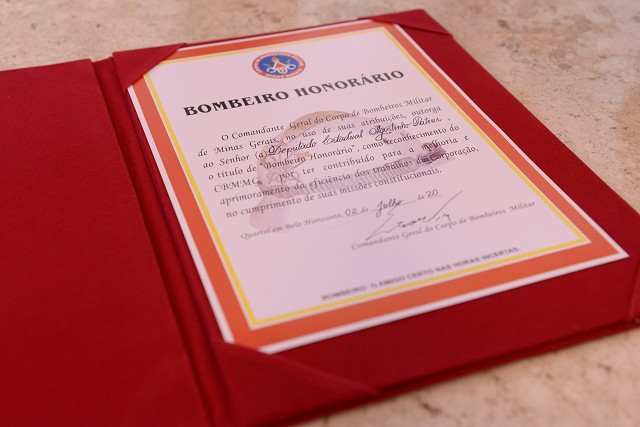 BOMBEIRO HONORÁRIO
O Comandante Geral do Corpo de Bombeiros Militar
de Minas Gerais, no uso de suas atribuições, outorga
ao Senhor (a) Deputado Estadual Agostinho Patrus,
o título de "Bombeiro Honorário", como reconhecimento do
CBMMG, por ter contribuído para a melhoria e
aprimoramento da eficiência dos trabalhos da corporação,
no cumprimento de suas missões constitucionais.
Quartel em Belo Horizonte, 02 de Julho de 20
Comandante Geral do Corpo de Bombeiros Militar
BOMBEIRO: O AMIGO CERTO NAS HORAS INCERTAS.